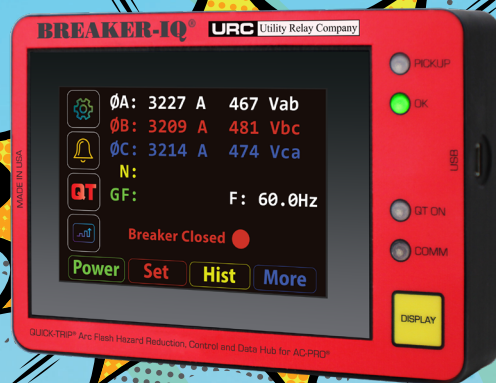 BREAKER-IQ® URC Utility Relay Company
PICKUP
OK
ØA: 3227 A 467 Vab
ØB: 3209 A 481 Vbc
ØC: 3214 A 474 Vca
N:
QT
GF: F: 60.0Hz
Breaker Closed
Power Set Hist More
MADE IN USA
USB
QT ON
COMM
DISPLAY
QUICK-TRIP® Arc Flash Hazard Reduction, Control and Data Hub for AC-PRO®